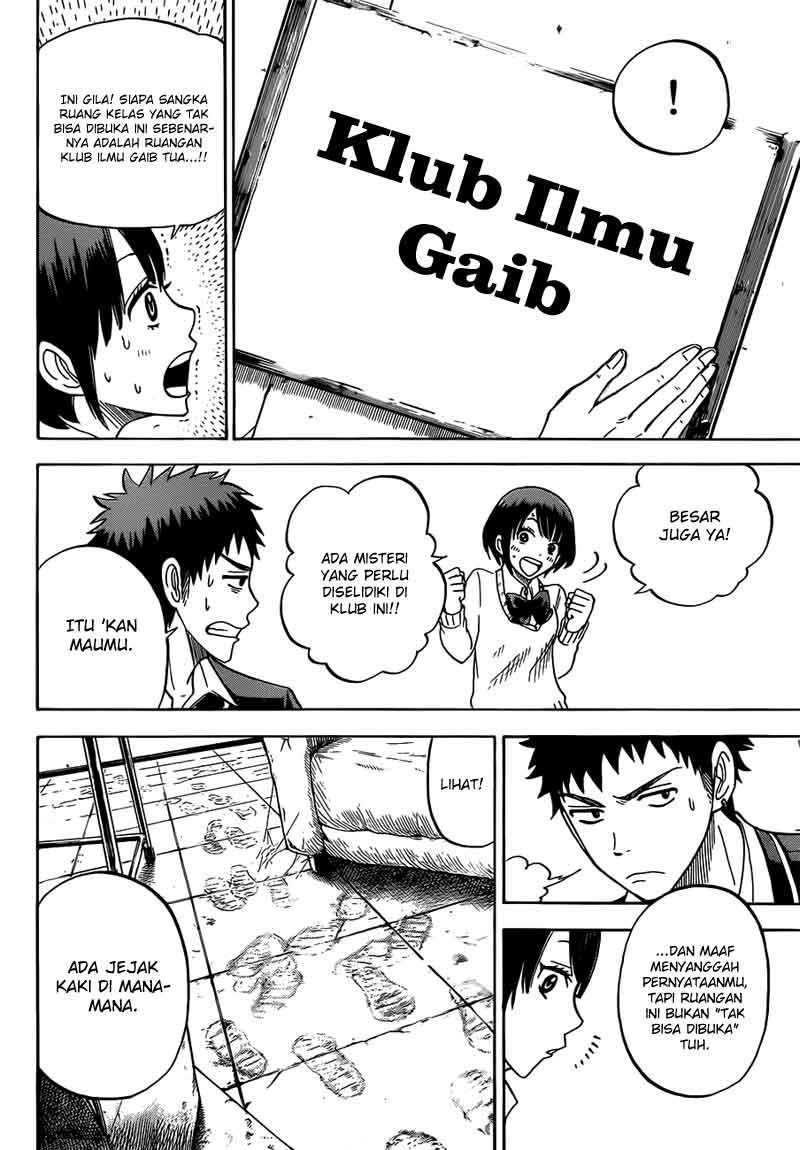 !
Klub Ilmu
Gaib
INI GILA! SIAPA SANGKA
RUANG KELAS YANG TAK
BISA DIBUKA INI SEBENAR-
NYA ADALAH RUANGAN
KLUB ILMU GAIB TUA...!!
BESAR
JUGA YA!
ADA MISTERI
YANG PERLU
DISELIDIKI DI
KLUB INI!!
ITU 'KAN
MAUMU.
...DAN MAAF
MENYANGGAH
PERNYATAANMU,
TAPI RUANGAN
INI BUKAN "TAK
BISA DIBUKA"
TUH.
LIHAT!
ADA JEJAK
KAKI DI MANA-
MANA.